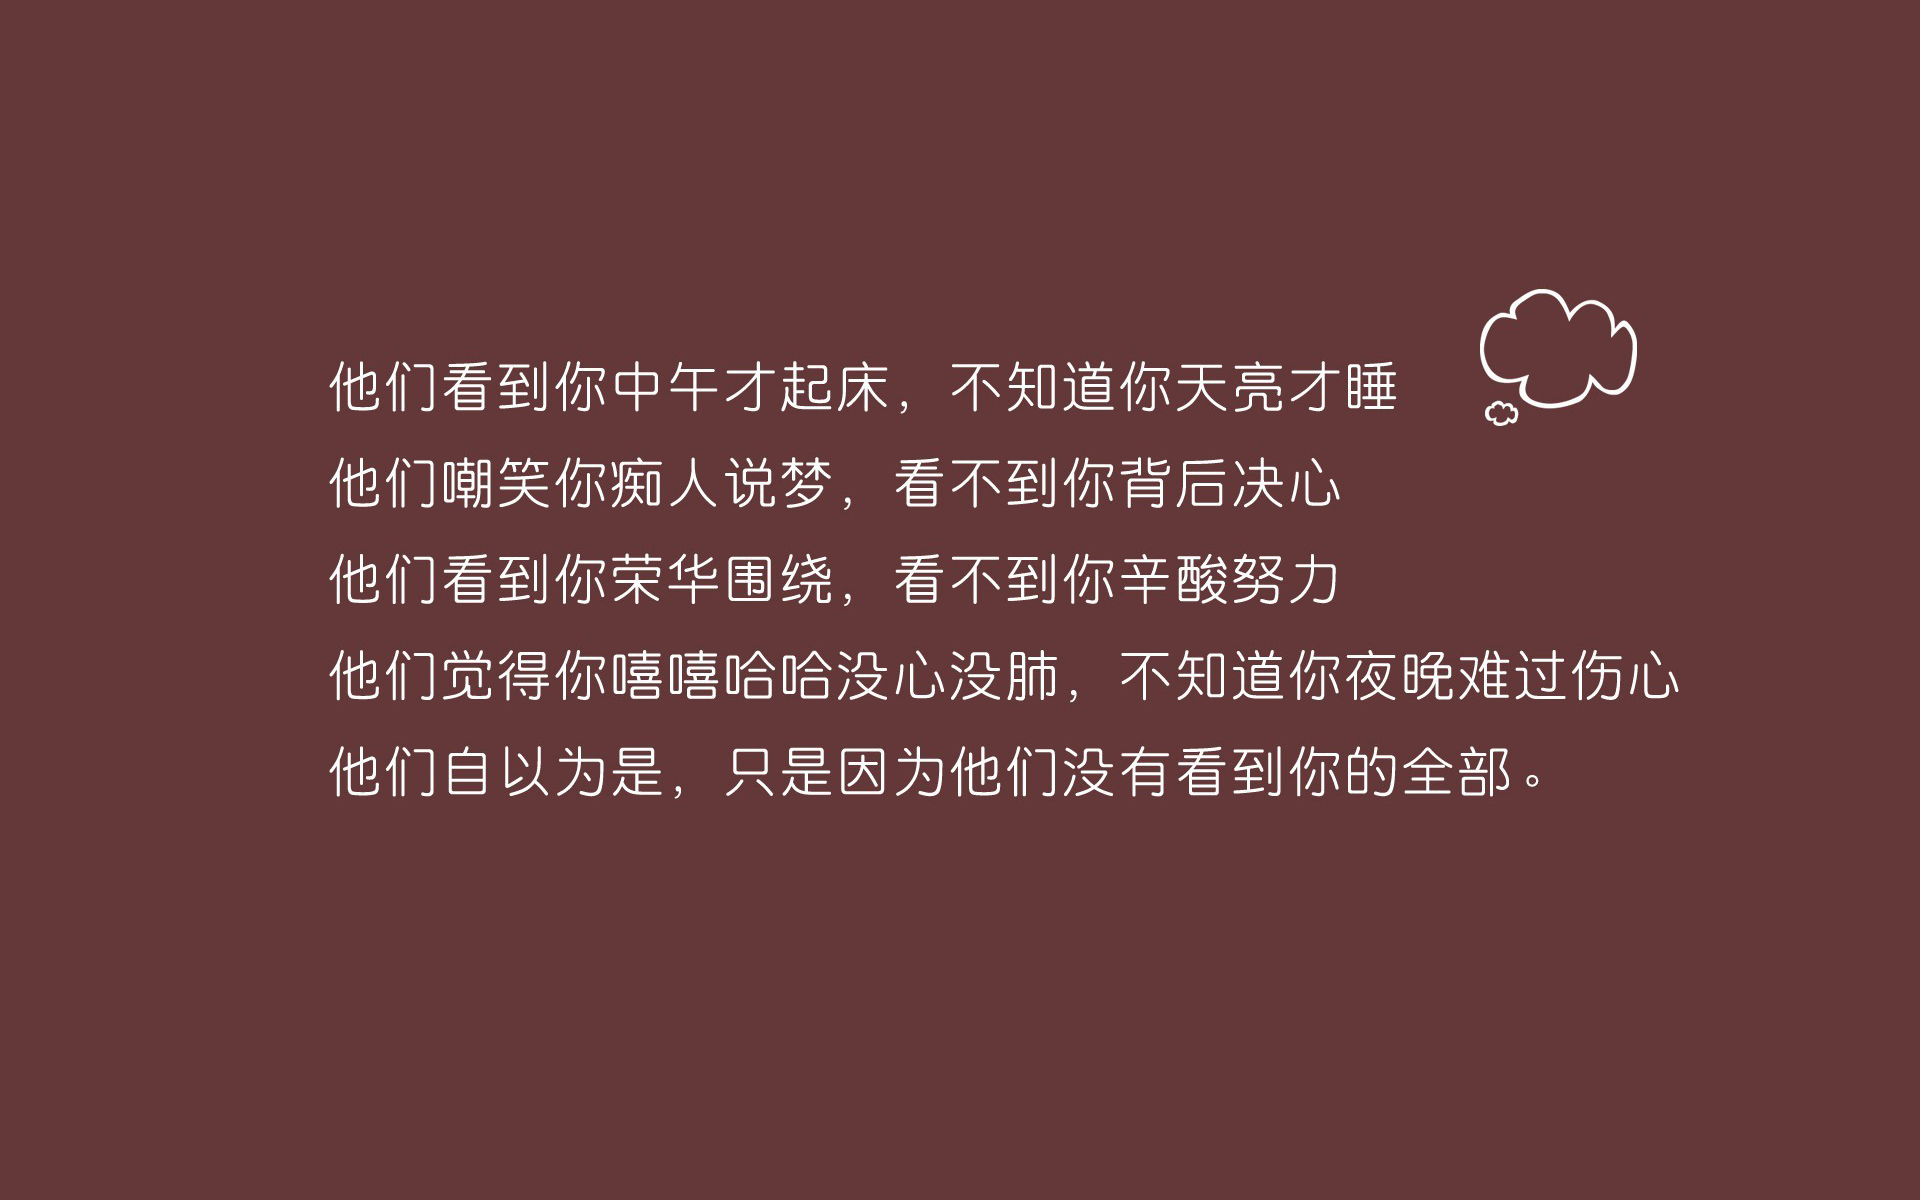 他们看到你中午才起床，不知道你天亮才睡
他们嘲笑你痴人说梦，看不到你背后决心
他们看到你荣华围绕，看不到你辛酸努力
他们觉得你嘻嘻哈哈没心没肺，不知道你夜晚难过伤心
他们自以为是，只是因为他们没有看到你的全部。